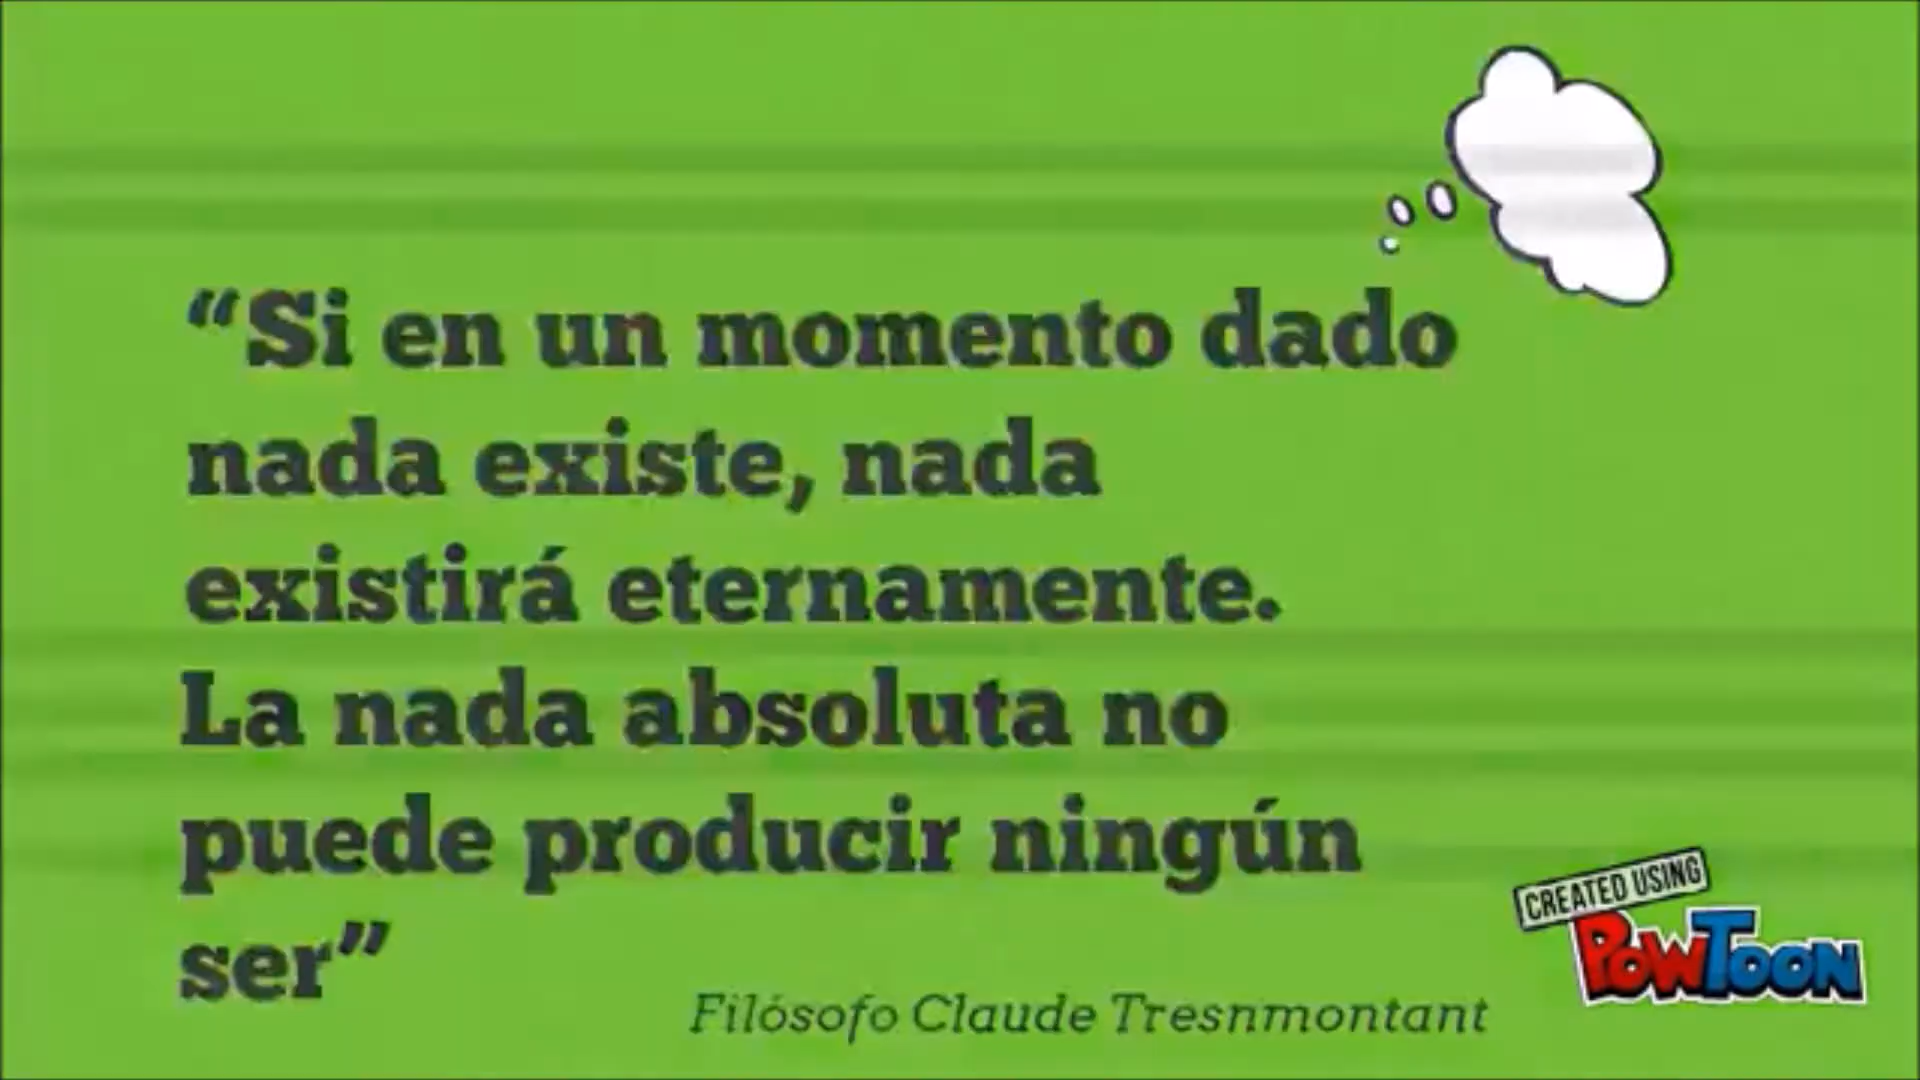 “Si en un momento dado
nada existe, nada
existirá eternamente.
La nada absoluta no
puede producir ningún
ser”
Filósofo Claude Tresnmontant
CREATED USING
POWTOON